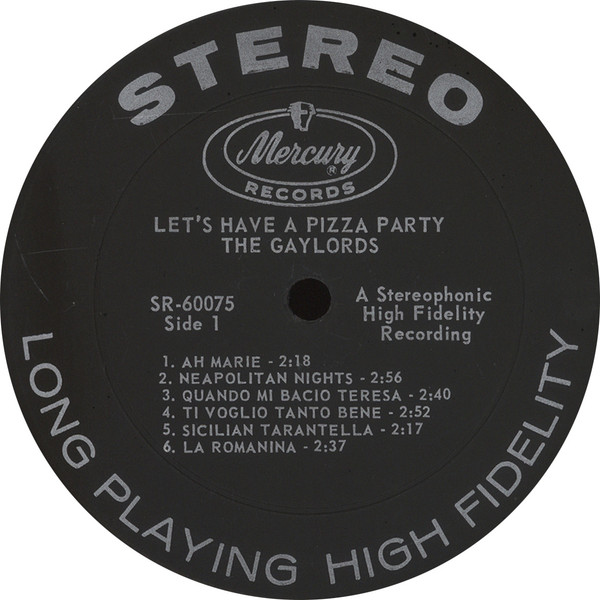 STEREO
Mercury
®
RECORDS
LET'S HAVE A PIZZA PARTY
THE GAYLORDS
SR-60075
Side 1
A Stereophonic
High Fidelity
Recording
1. AH MARIE - 2:18
2. NEAPOLITAN NIGHTS - 2:56
3. QUANDO MI BACIO TERESA - 2:40
4. TI VOGLIO TANTO BENE - 2:52
5. SICILIAN TARANTELLA - 2:17
6. LA ROMANINA - 2:37
LONG PLAYING HIGH FIDELITY